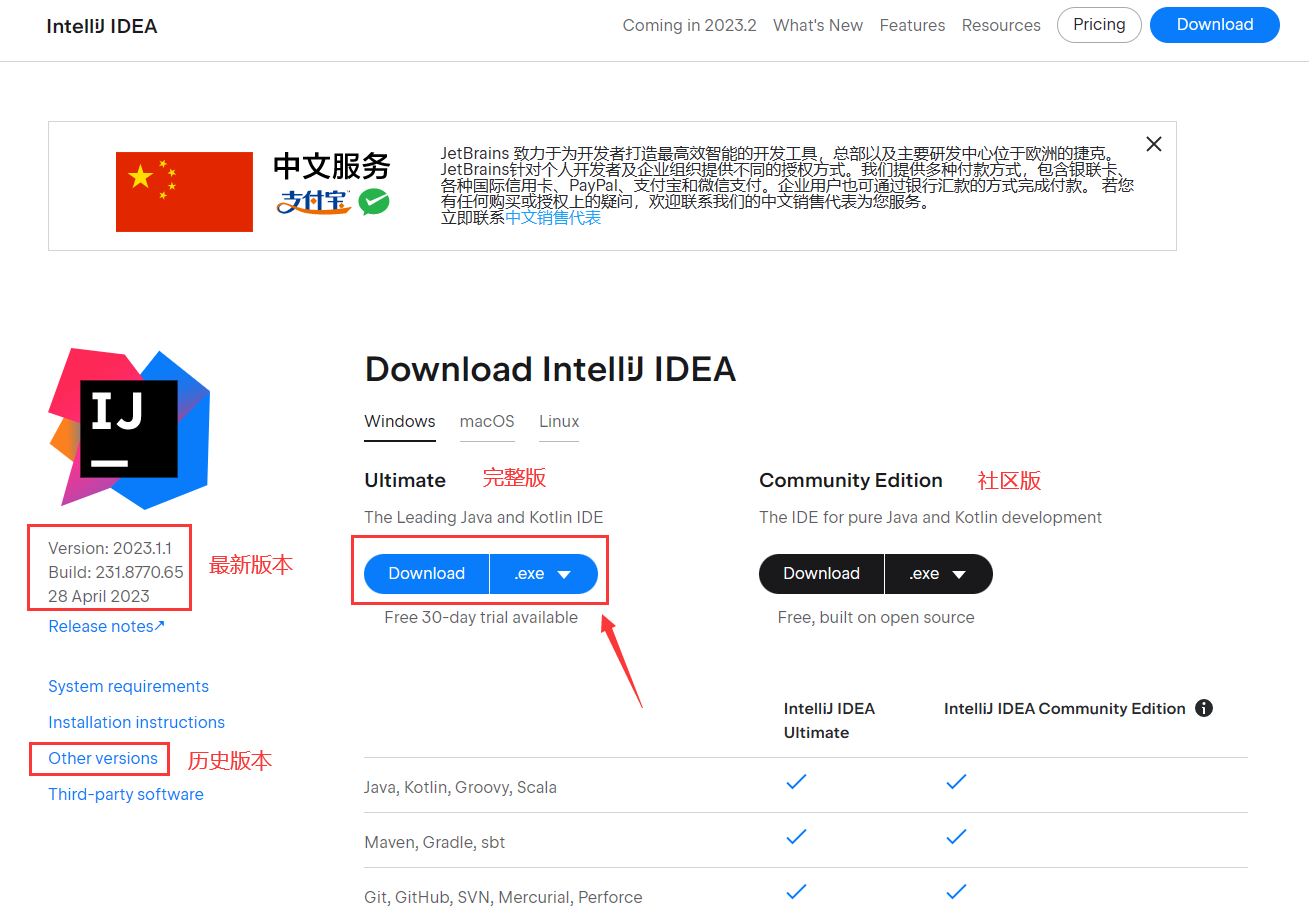 IntelliJ IDEA
Coming in 2023.2 What's New Features Resources Pricing Download
中文服务
支付宝
JetBrains 致力于为开发者打造最高效智能的开发工具，总部以及主要研发中心位于欧洲的捷克。
JetBrains针对个人开发者及企业组织提供不同的授权方式。我们提供多种付款方式，包含银联卡、
各种国际信用卡、PayPal、支付宝和微信支付。企业用户也可通过银行汇款的方式完成付款。 若您
有任何购买或授权上的疑问，欢迎联系我们的中文销售代表为您服务。
立即联系中文销售代表
IJ
Version: 2023.1.1
Build: 231.8770.65
28 April 2023
最新版本
Release notes↗
System requirements
Installation instructions
Other versions 历史版本
Third-party software
Download IntelliJ IDEA
Windows macOS Linux
Ultimate 完整版
The Leading Java and Kotlin IDE
Download .exe
Free 30-day trial available
Community Edition 社区版
The IDE for pure Java and Kotlin development
Download .exe
Free, built on open source
IntelliJ IDEA
Ultimate
IntelliJ IDEA Community Edition
Java, Kotlin, Groovy, Scala
Maven, Gradle, sbt
Git, GitHub, SVN, Mercurial, Perforce